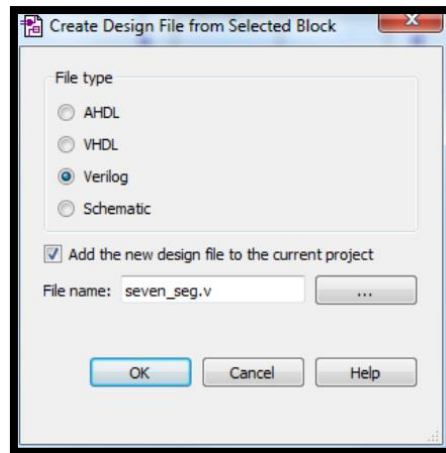 Create Design File from Selected Block
File type
AHDL
VHDL
Verilog
Schematic
Add the new design file to the current project
File name: seven_seg.v ...
OK Cancel Help